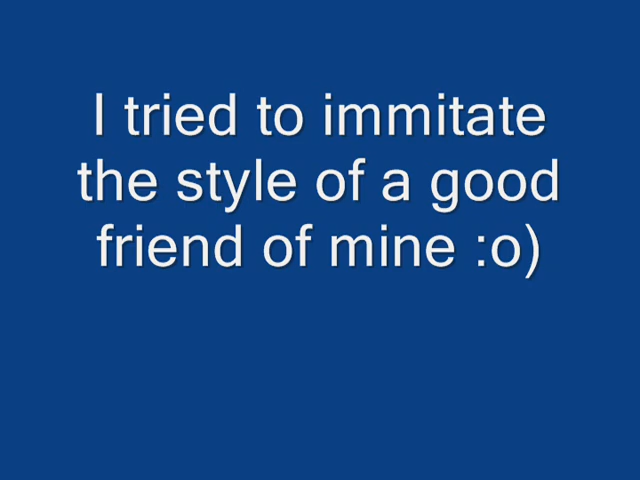 I tried to immitate
the style of a good
friend of mine :o)